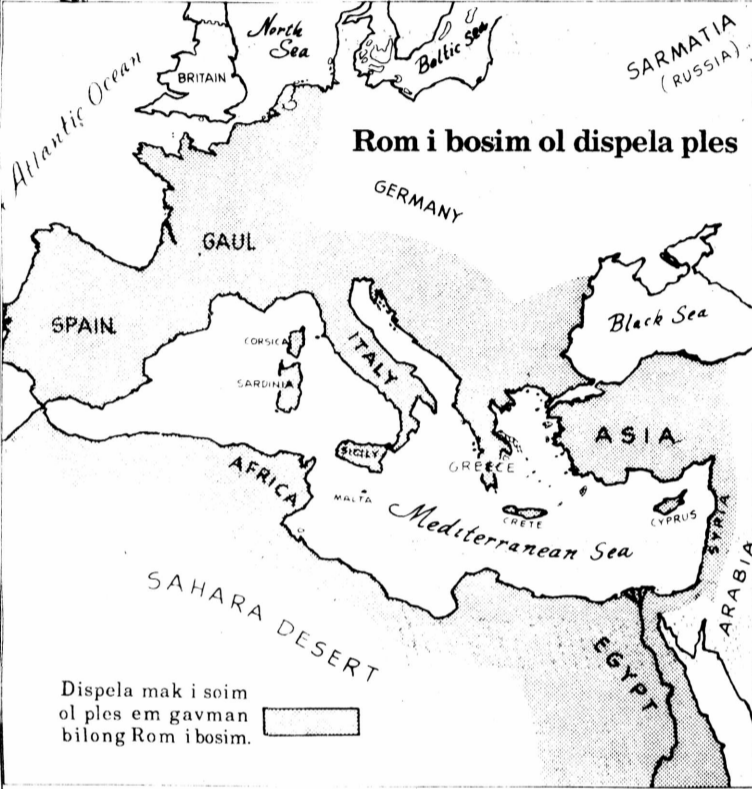 North
Sea
Baltic Sea
SARMATIA
(RUSSIA)
BRITAIN
Atlantic Ocean
Rom i bosim ol dispela ples
GERMANY
GAUL
SPAIN
Black Sea
CORSICA
ITALY
SARDINIA
ASIA
SICILY
AFRICA
GREECE
MALTA
CRETE
CYPRUS
SYRIA
Mediterranean Sea
ARABIA
SAHARA DESERT
EGYPT
Dispela mak i soim
ol ples em gavman
bilong Rom i bosim.